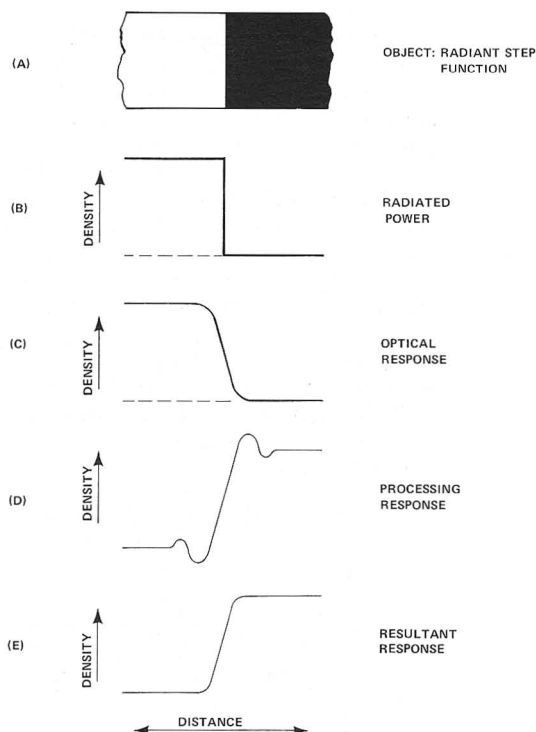 (A)
OBJECT: RADIANT STEP
FUNCTION
(B)
DENSITY
RADIATED
POWER
(C)
DENSITY
OPTICAL
RESPONSE
(D)
DENSITY
PROCESSING
RESPONSE
(E)
DENSITY
RESULTANT
RESPONSE
DISTANCE